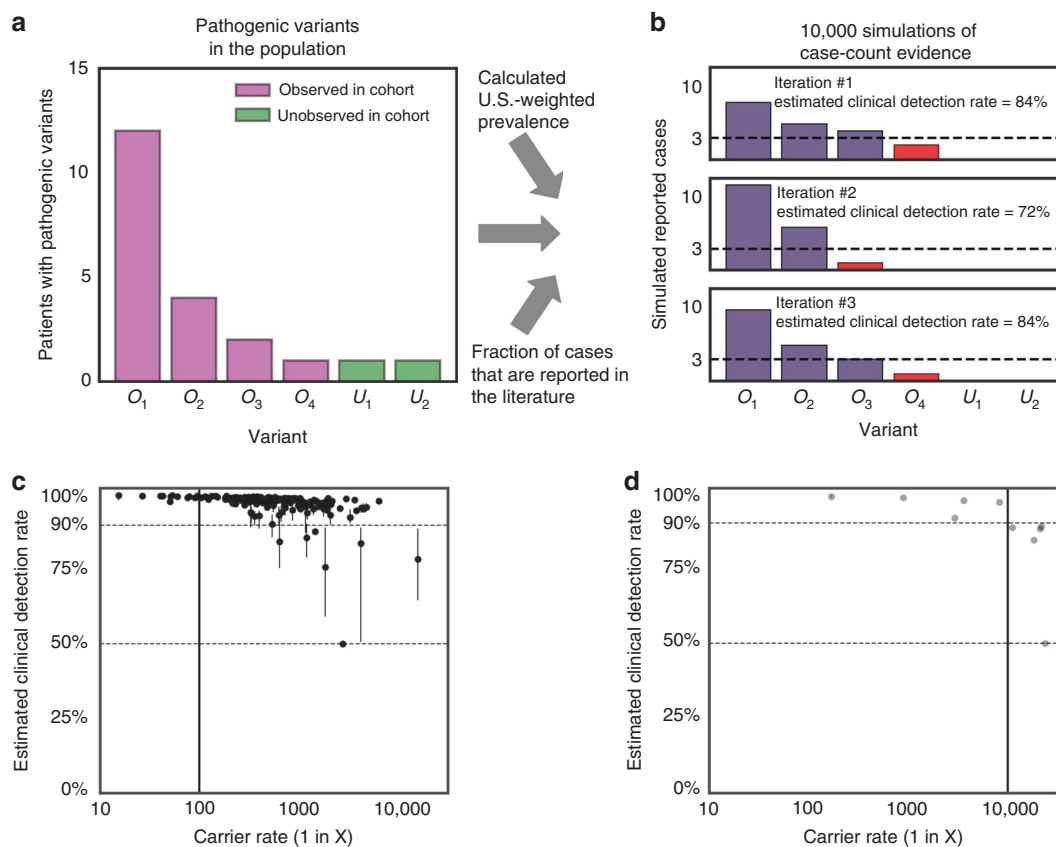 a
Pathogenic variants
in the population
15
10
5
0
Patients with pathogenic variants
Observed in cohort
Unobserved in cohort
O1
O2
O3
O4
U1
U2
Variant
Calculated
U.S.-weighted
prevalence
Fraction of cases
that are reported in
the literature
b
10,000 simulations of
case-count evidence
Simulated reported cases
10
3
Iteration #1
estimated clinical detection rate = 84%
10
3
Iteration #2
estimated clinical detection rate = 72%
10
3
Iteration #3
estimated clinical detection rate = 84%
O1
O2
O3
O4
U1
U2
Variant
c
Estimated clinical detection rate
100%
90%
75%
50%
25%
0%
10
100
1000
10,000
Carrier rate (1 in X)
d
Estimated clinical detection rate
100%
90%
75%
50%
25%
0%
10
100
1000
10,000
Carrier rate (1 in X)